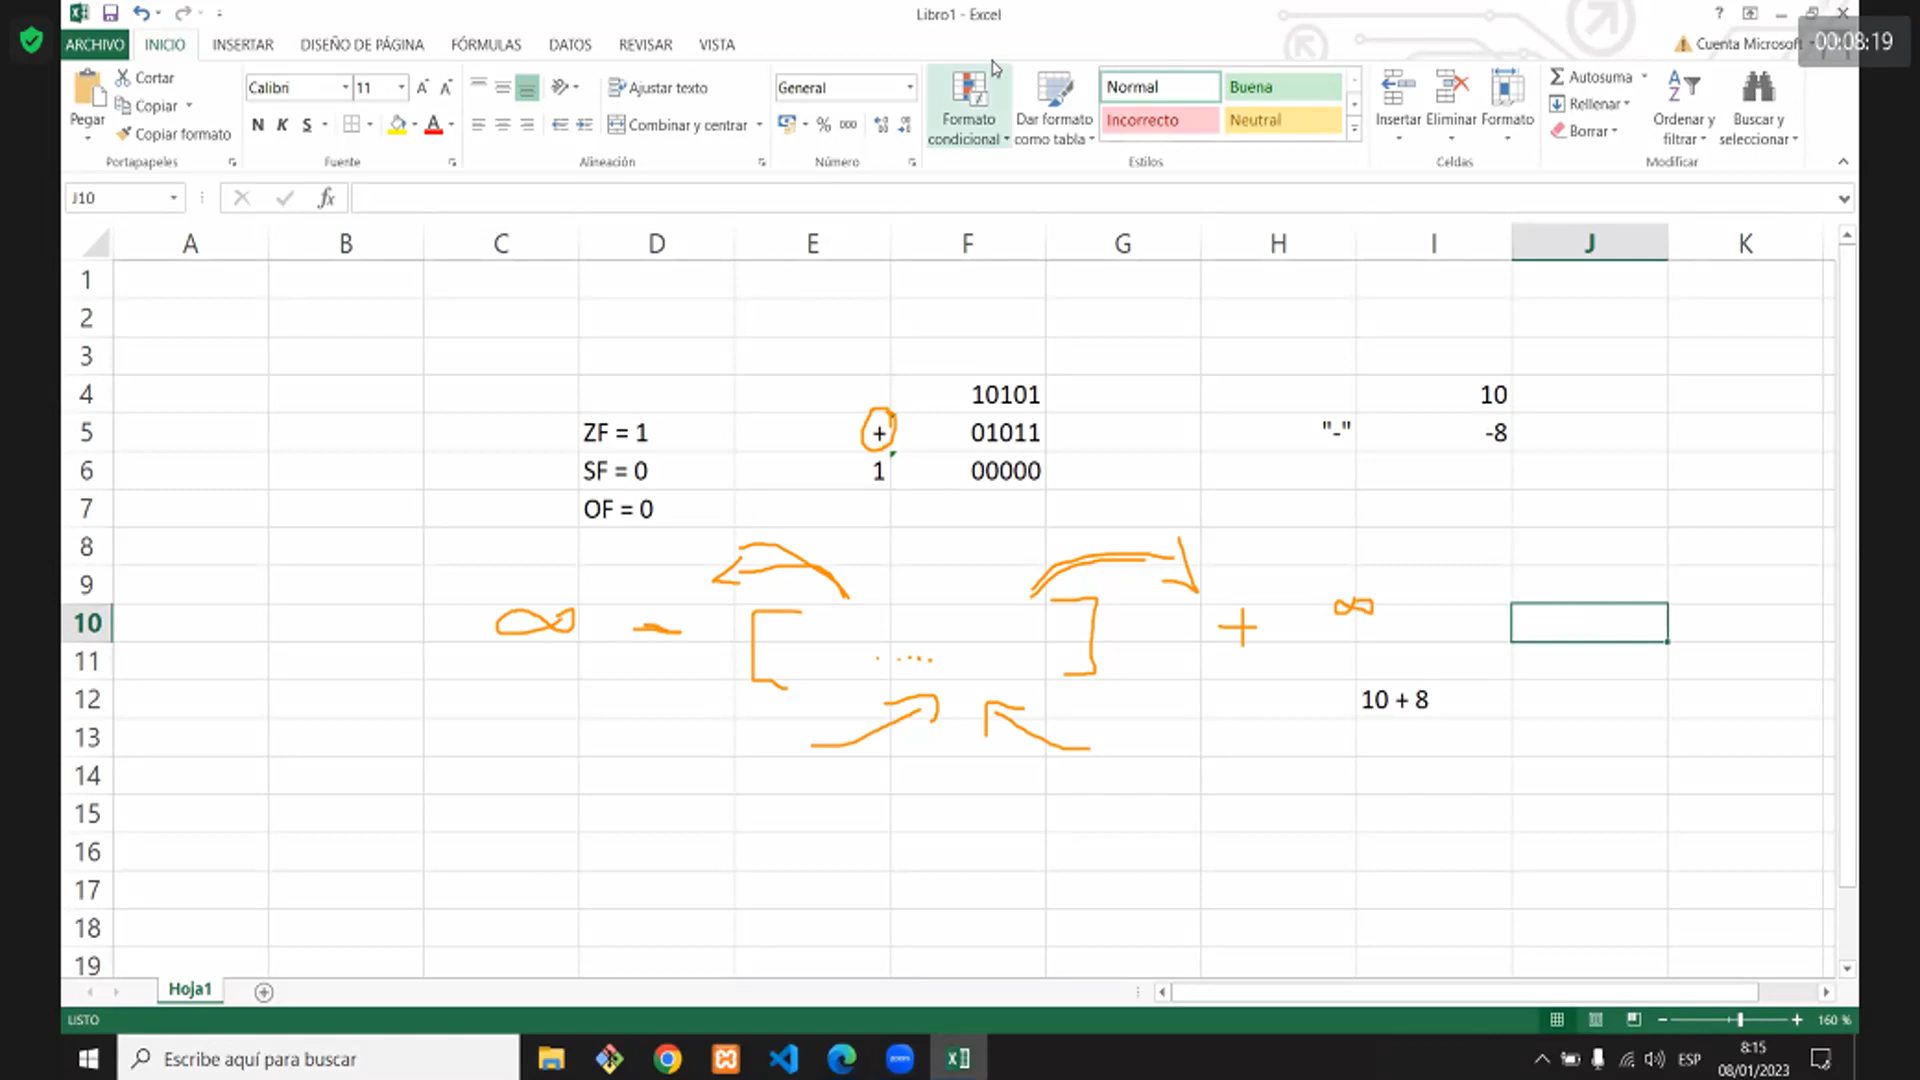 Libro1 - Excel
?
00:08:19
ARCHIVO INICIO INSERTAR DISEÑO DE PÁGINA FÓRMULAS DATOS REVISAR VISTA
Cuenta Microsoft
Pegar
Cortar
Copiar
Copiar formato
Portapapeles
Calibri 11 A A
N K S A
Fuente
Ajustar texto
Combinar y centrar
Alineación
General
% 000
Número
Formato condicional
Dar formato como tabla
Normal Buena
Incorrecto Neutral
Estilos
Insertar Eliminar Formato
Celdas
Autosuma
Rellenar
Borrar
Ordenar y filtrar
Buscar y seleccionar
Modificar
J10 fx
A B C D E F G H I J K
1
2
3
4 10101 10
5 ZF = 1 + 01011 "-" -8
6 SF = 0 1 00000
7 OF = 0
8
9
10 ∞ - [ ] + ∞
11 .....
12 10 + 8
13
14
15
16
17
18
19
Hoja1
LISTO 160 %
Escribe aquí para buscar
zoom
ESP
8:15
08/01/2023